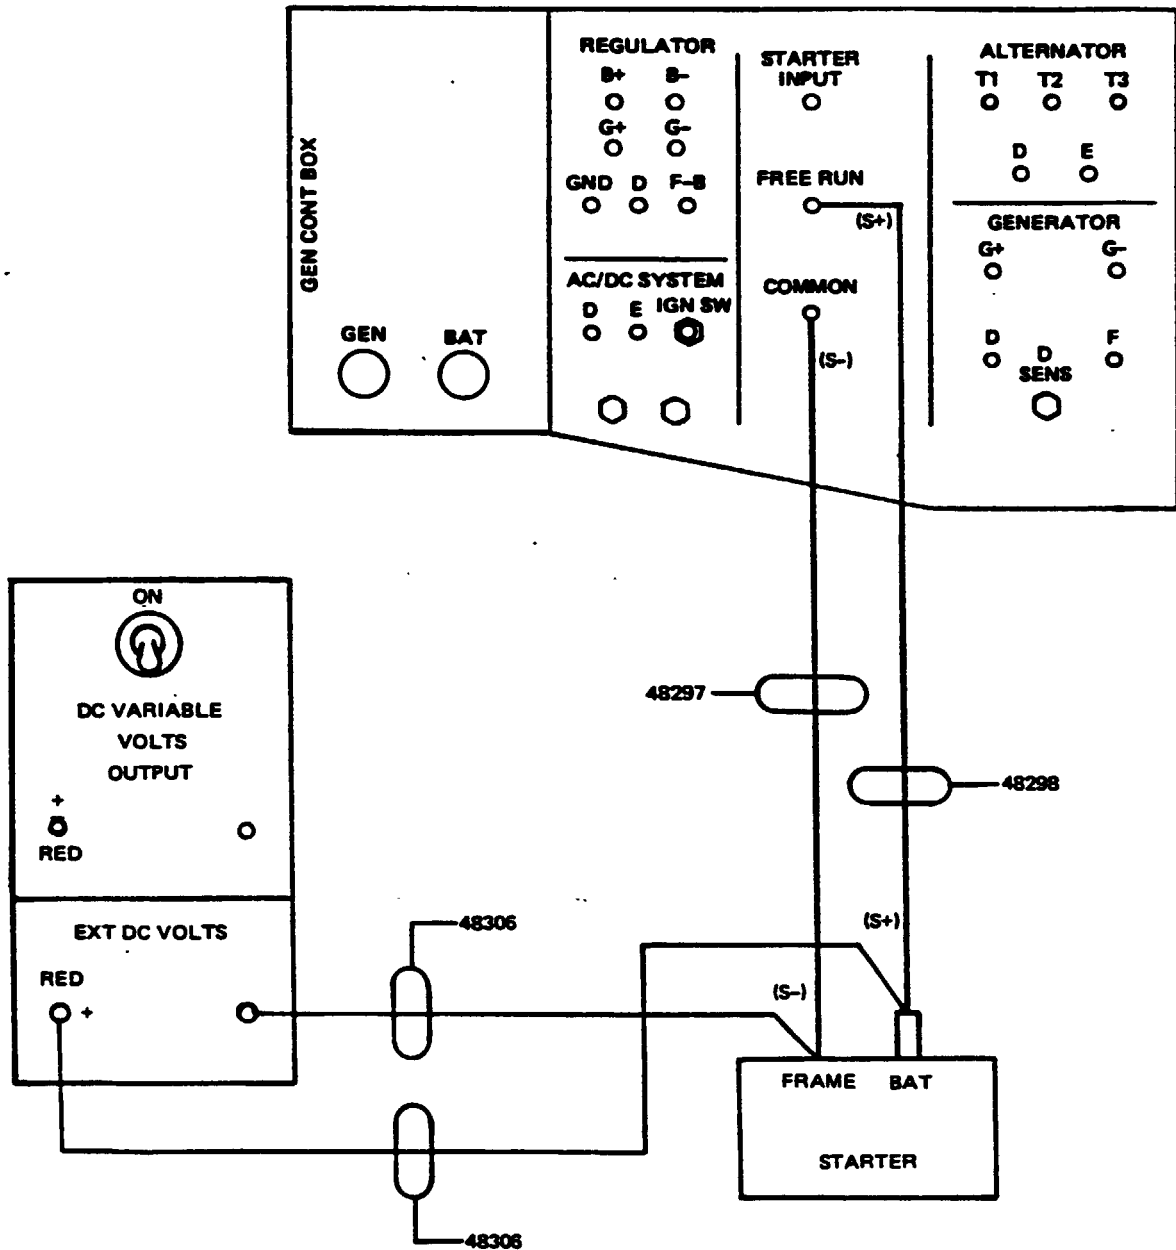 GEN CONT BOX
GEN
BAT
REGULATOR
B+ B-
G+ G-
GND D F-B
AC/DC SYSTEM
D E IGN SW
STARTER
INPUT
FREE RUN
(S+)
COMMON
(S-)
ALTERNATOR
T1 T2 T3
D E
GENERATOR
G+ G-
D F
D
SENS
48297
48298
ON
DC VARIABLE
VOLTS
OUTPUT
+
RED
EXT DC VOLTS
RED
+
48306
48306
(S+)
(S-)
FRAME BAT
STARTER